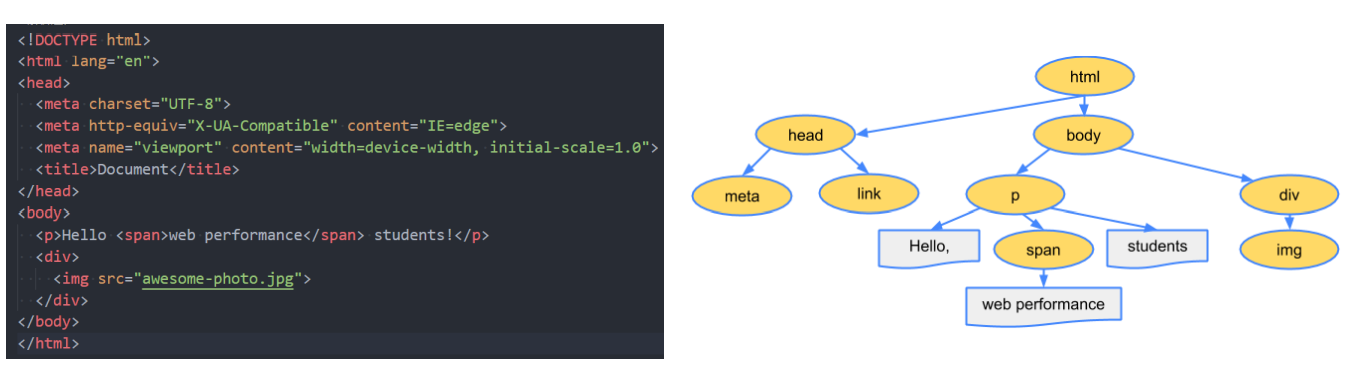 <!DOCTYPE html>
<html lang="en">
<head>
<meta charset="UTF-8">
<meta http-equiv="X-UA-Compatible" content="IE=edge">
<meta name="viewport" content="width=device-width, initial-scale=1.0">
<title>Document</title>
</head>
<body>
<p>Hello <span>web performance</span> students!</p>
<div>
<img src="awesome-photo.jpg">
</div>
</body>
</html>
html
head
body
meta
link
p
div
Hello,
span
students
img
web performance